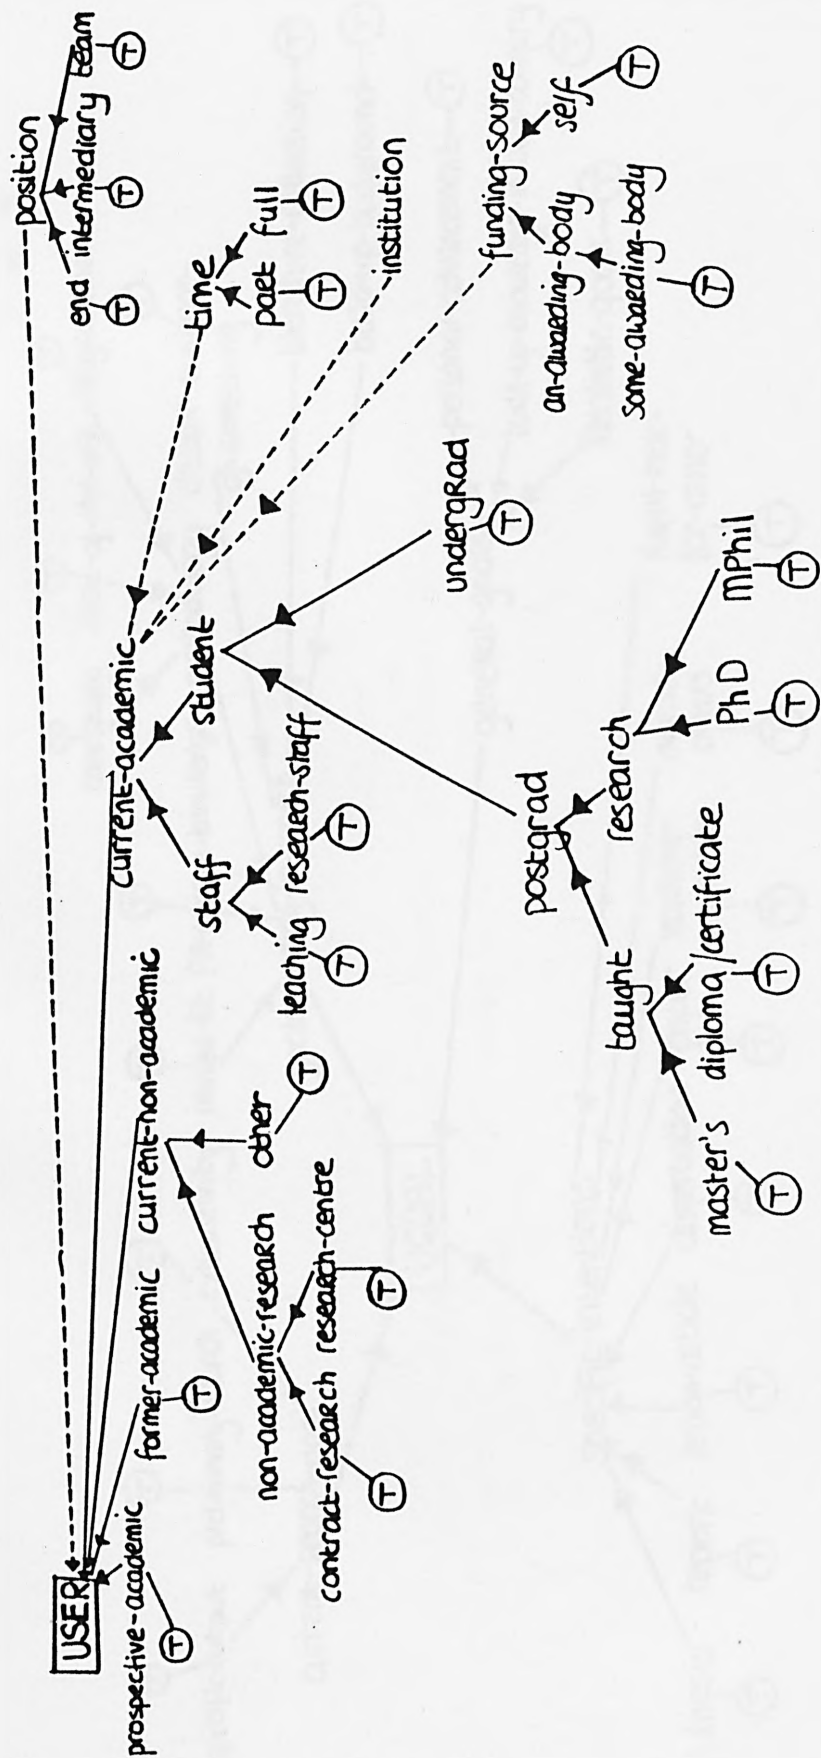 position
USER
end intermediary team
T T T
prospective-academic former-academic current-non-academic current-academic
T T
time
part full
T T
staff student
teaching research-staff
T T
institution
non-academic-research other
T
contract-research research-centre
T T
funding-source
an-awarding-body self
T
some-awarding-body
T
undergrad
T
postgrad
taught research
master's diploma/certificate PhD MPhil
T T T T